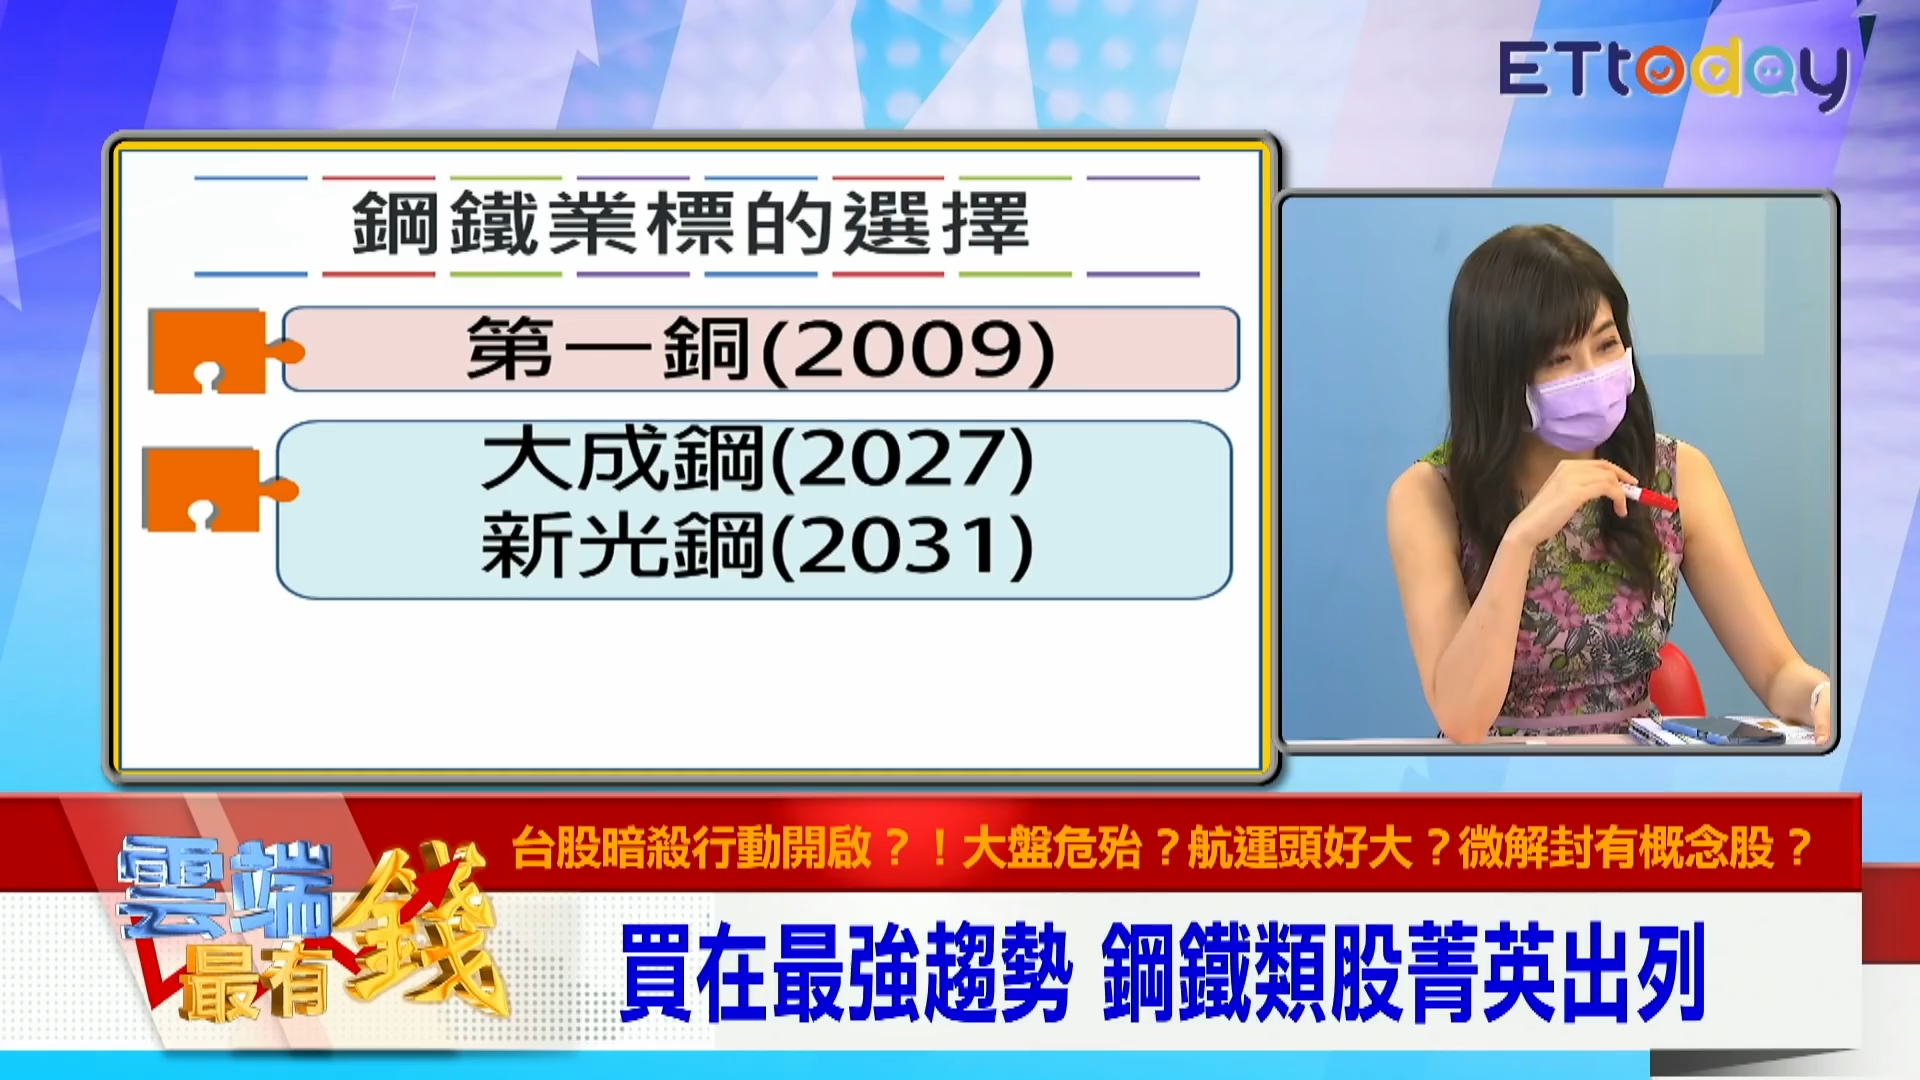 ETtoday
鋼鐵業標的選擇
第一銅(2009)
大成鋼(2027)
新光鋼(2031)
台股暗殺行動開啟？！大盤危殆？航運頭好大？微解封有概念股？
雲端最有錢
買在最強趨勢 鋼鐵類股菁英出列